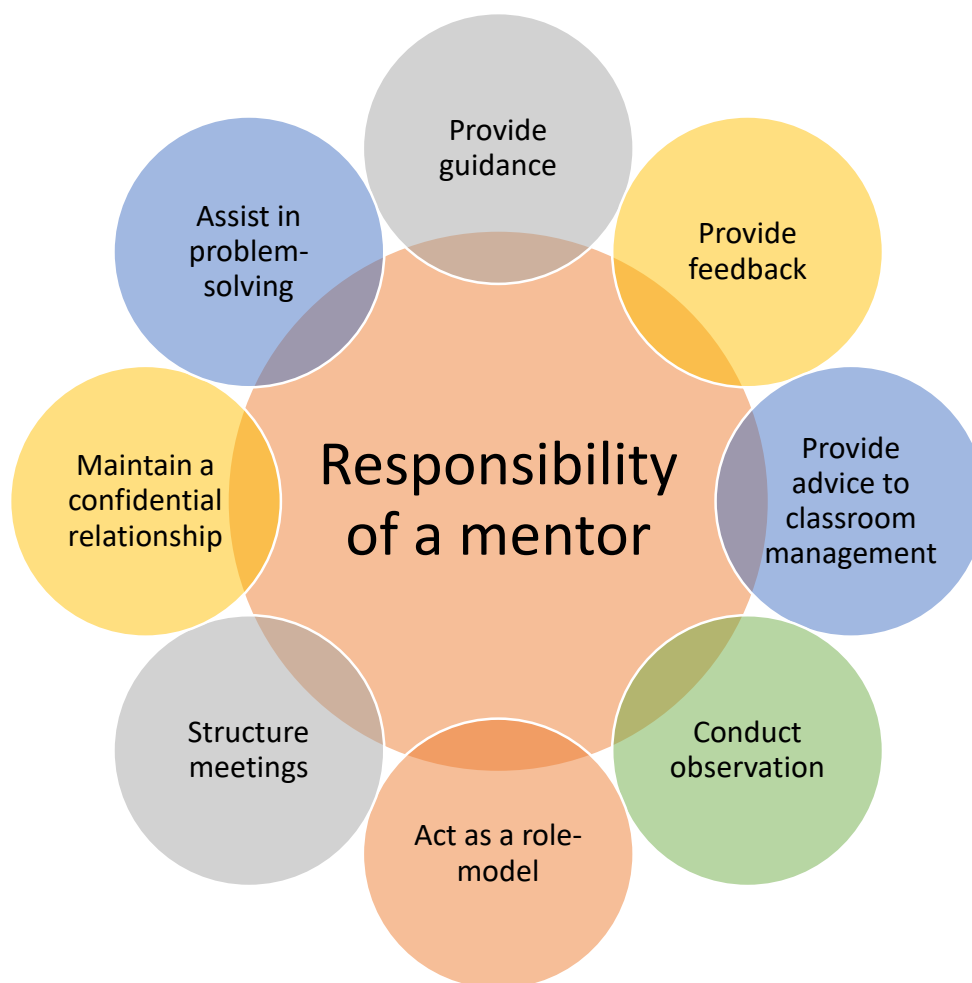 Provide
guidance
Provide
feedback
Provide
advice to
classroom
management
Conduct
observation
Act as a role-
model
Structure
meetings
Maintain a
confidential
relationship
Assist in
problem-
solving
Responsibility
of a mentor